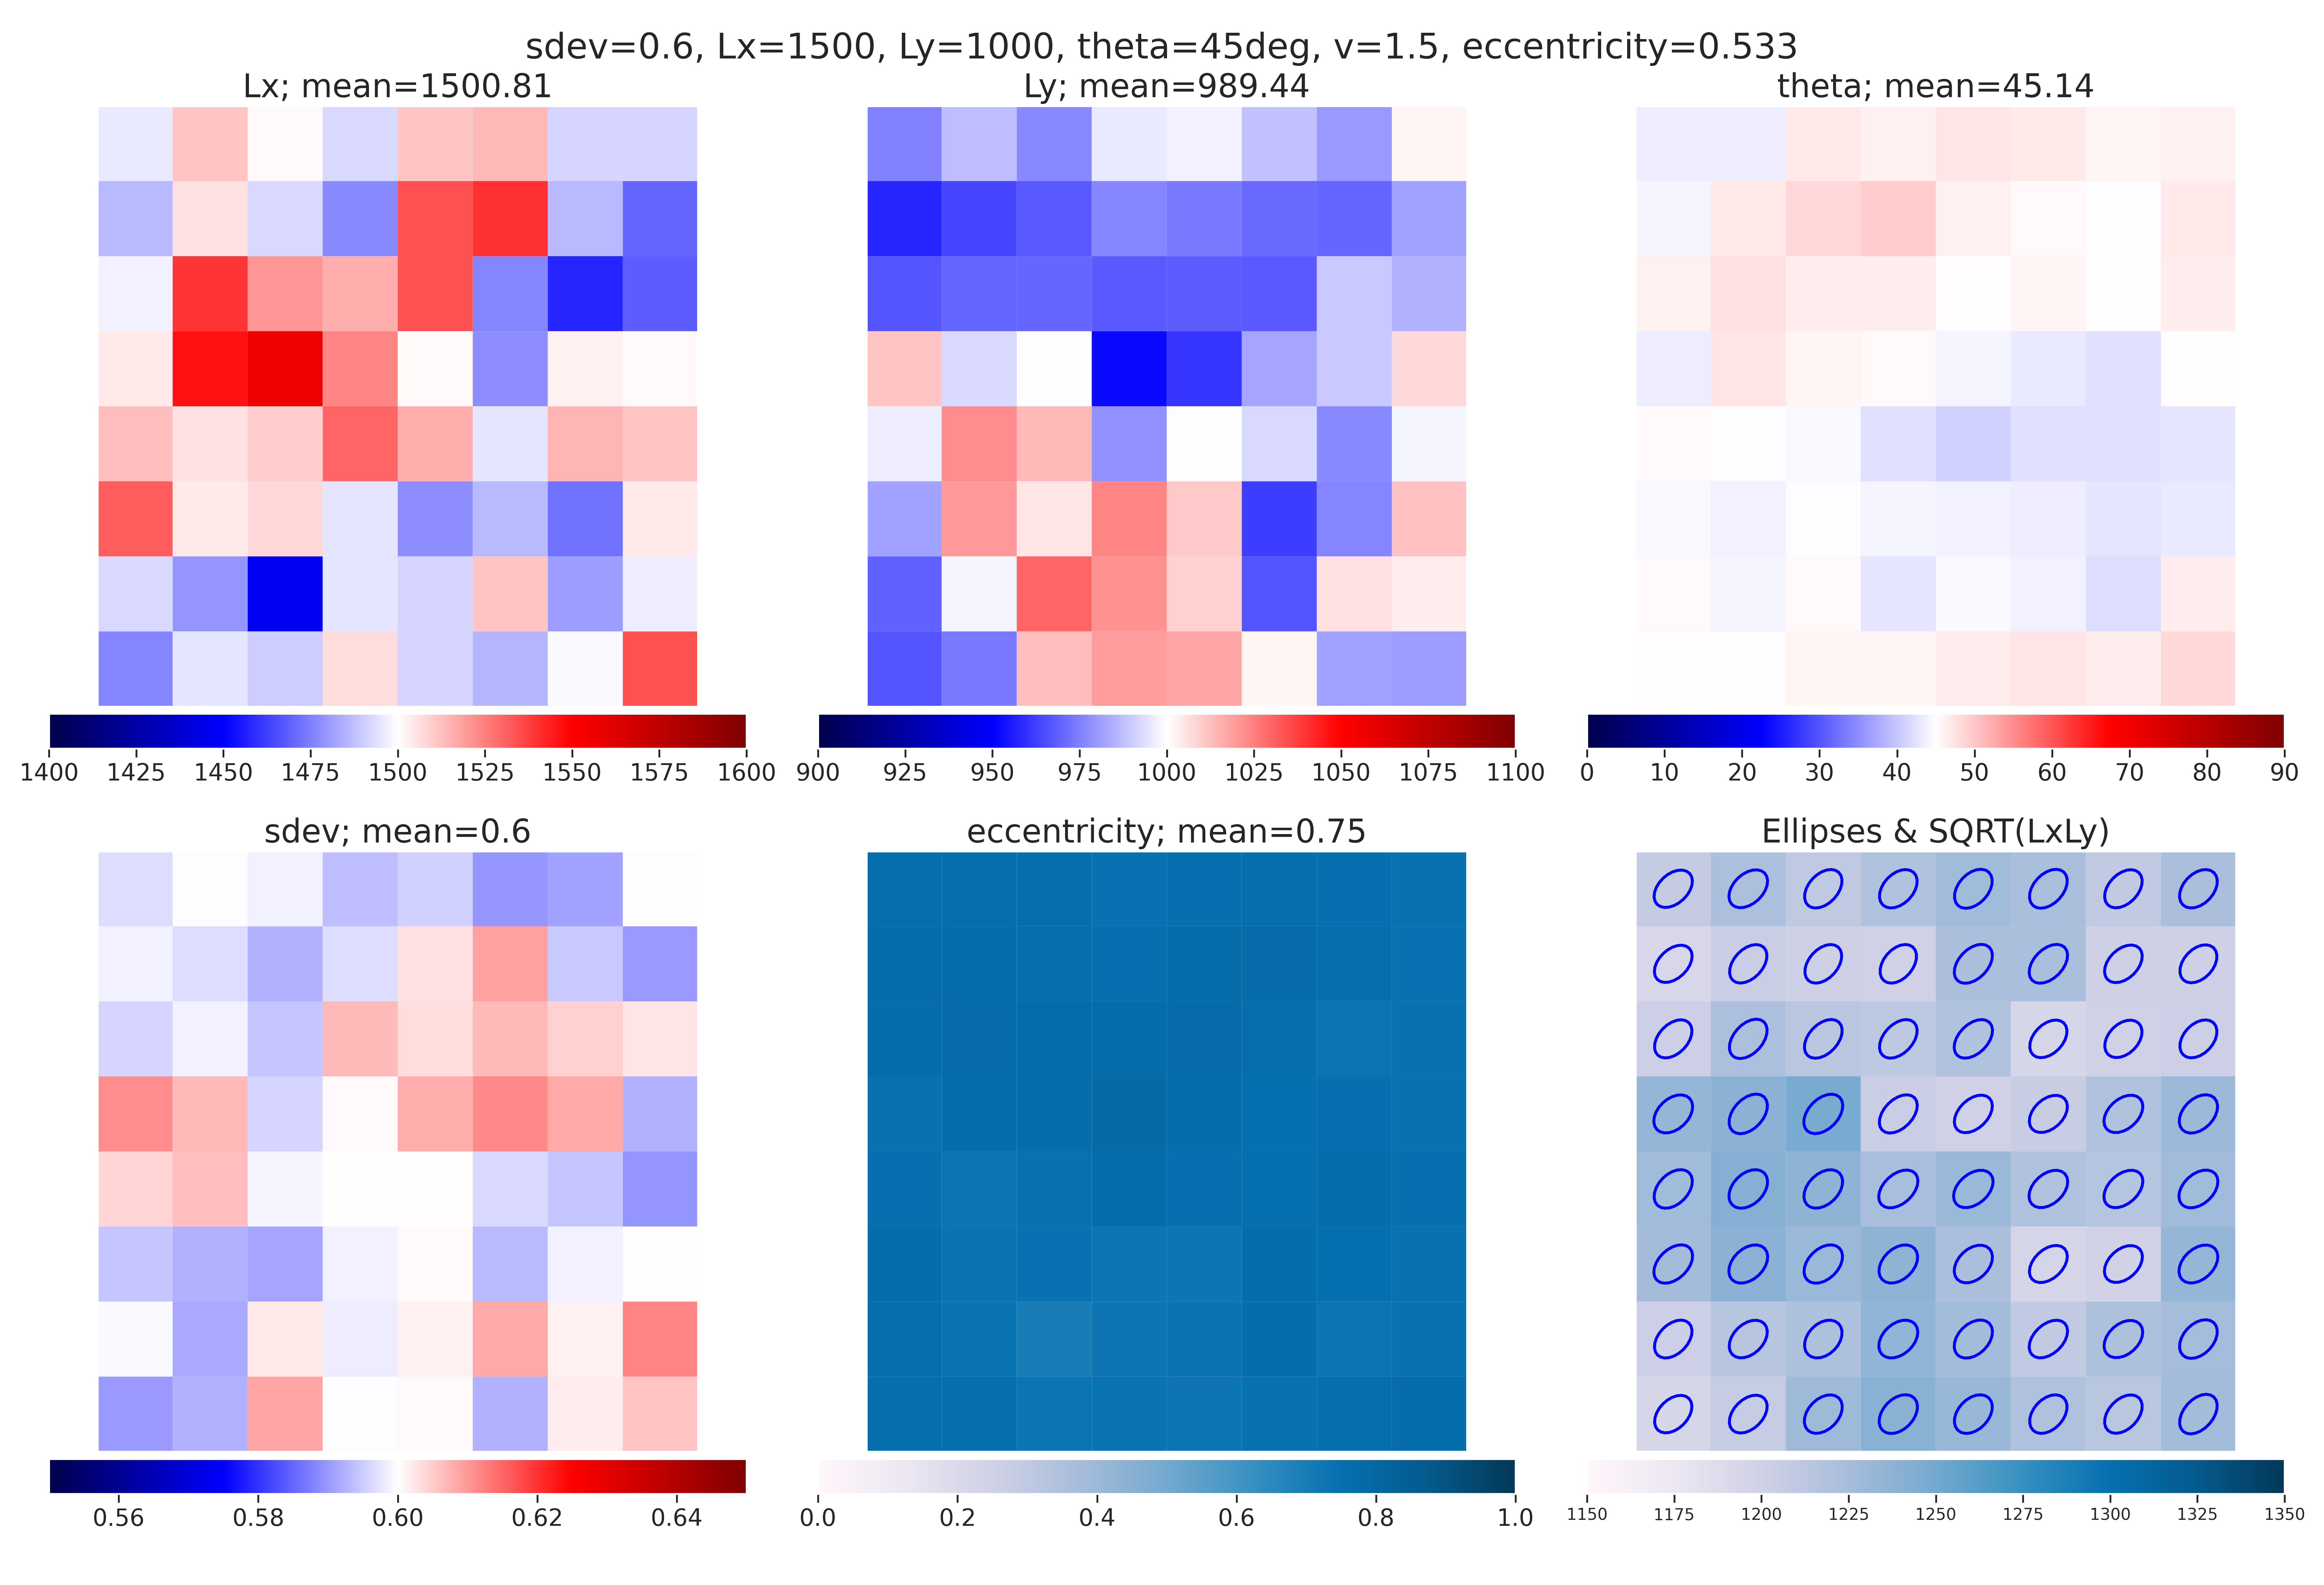 sdev=0.6, Lx=1500, Ly=1000, theta=45deg, v=1.5, eccentricity=0.533
Lx; mean=1500.81
Ly; mean=989.44
theta; mean=45.14
1400 1425 1450 1475 1500 1525 1550 1575 1600
900 925 950 975 1000 1025 1050 1075 1100
0 10 20 30 40 50 60 70 80 90
sdev; mean=0.6
eccentricity; mean=0.75
Ellipses & SQRT(LxLy)
0.56 0.58 0.60 0.62 0.64
0.0 0.2 0.4 0.6 0.8 1.0
1150 1175 1200 1225 1250 1275 1300 1325 1350